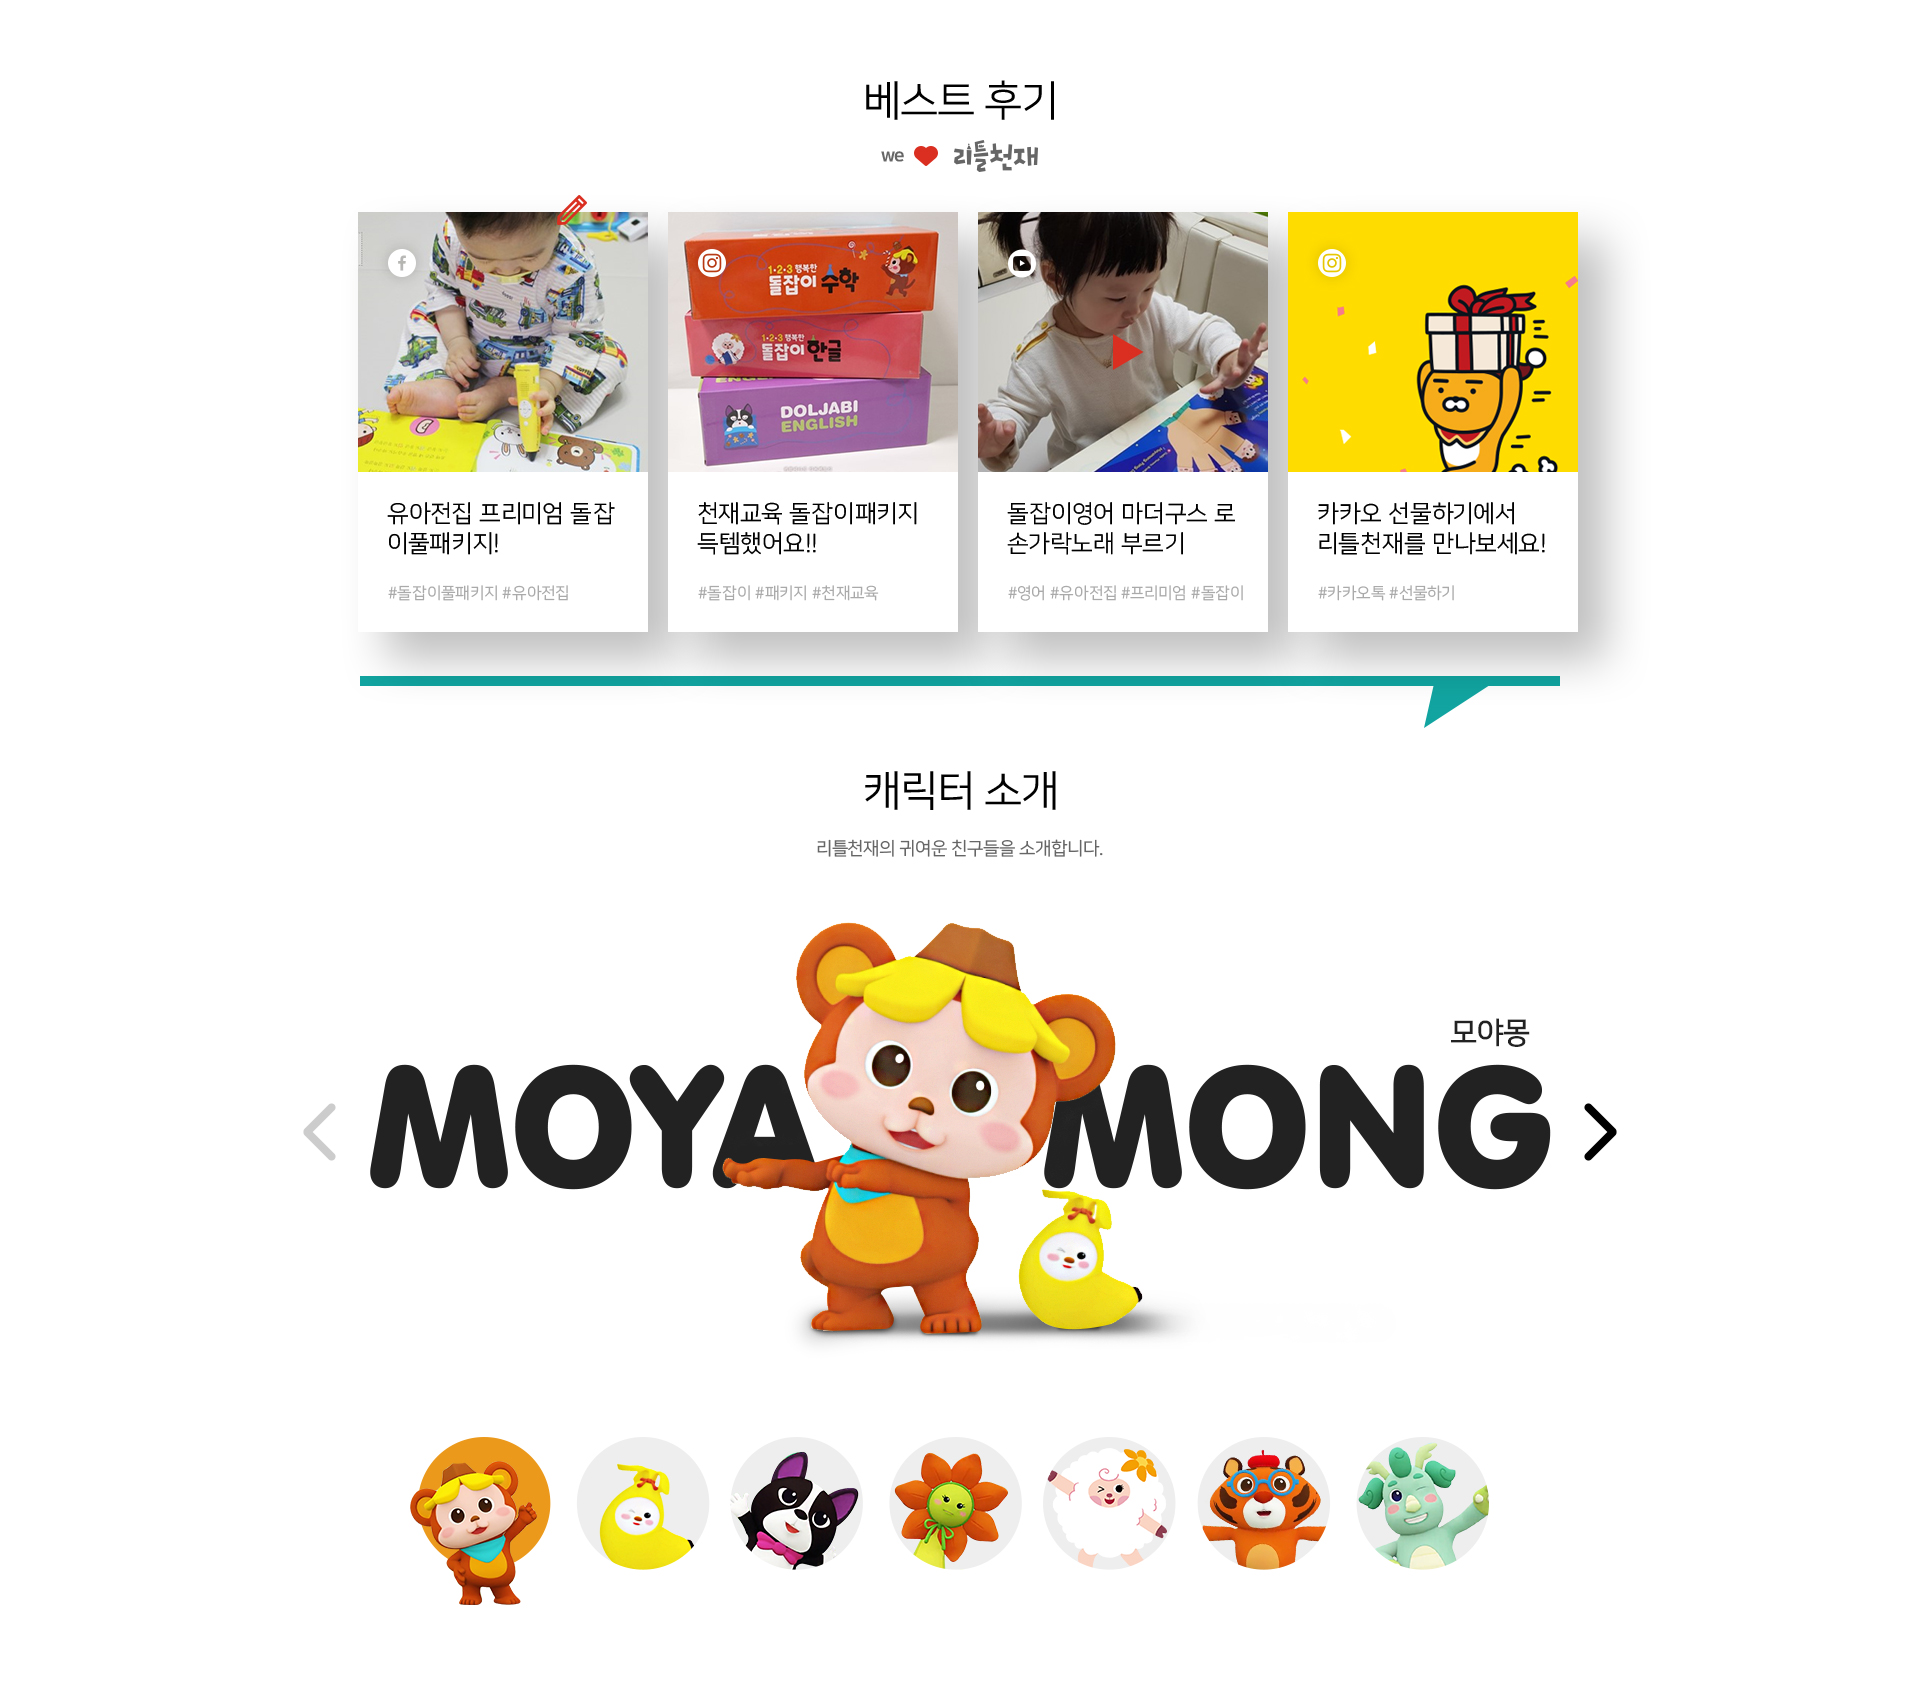 베스트 후기
we 리틀천재
1·2·3 행복한
돌잡이 수학
1·2·3 행복한
돌잡이 한글
DOLJABI
ENGLISH
유아전집 프리미엄 돌잡
이풀패키지!
#돌잡이풀패키지 #유아전집
천재교육 돌잡이패키지
득템했어요!!
#돌잡이 #패키지 #천재교육
돌잡이영어 마더구스 로
손가락노래 부르기
#영어 #유아전집 #프리미엄 #돌잡이
카카오 선물하기에서
리틀천재를 만나보세요!
#카카오톡 #선물하기
캐릭터 소개
리틀천재의 귀여운 친구들을 소개합니다.
모야몽
MOYA MONG